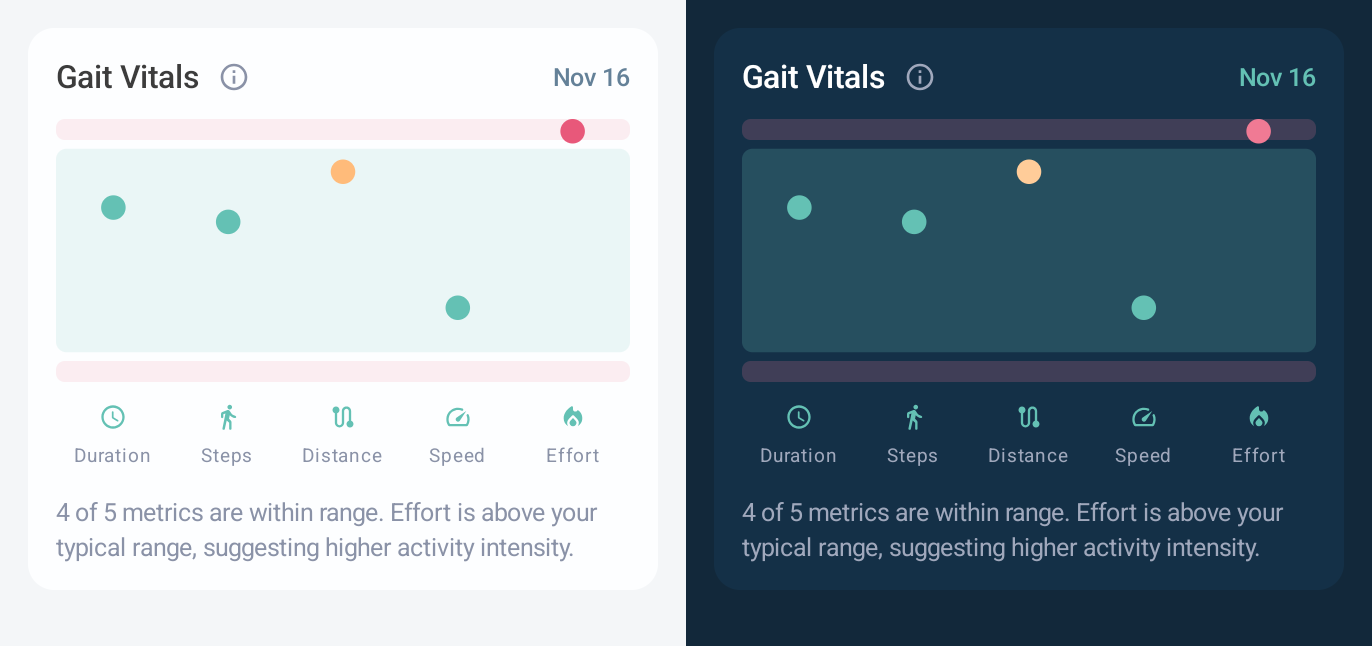 Gait Vitals
Nov 16
Duration
Steps
Distance
Speed
Effort
4 of 5 metrics are within range. Effort is above your
typical range, suggesting higher activity intensity.
Gait Vitals
Nov 16
Duration
Steps
Distance
Speed
Effort
4 of 5 metrics are within range. Effort is above your
typical range, suggesting higher activity intensity.